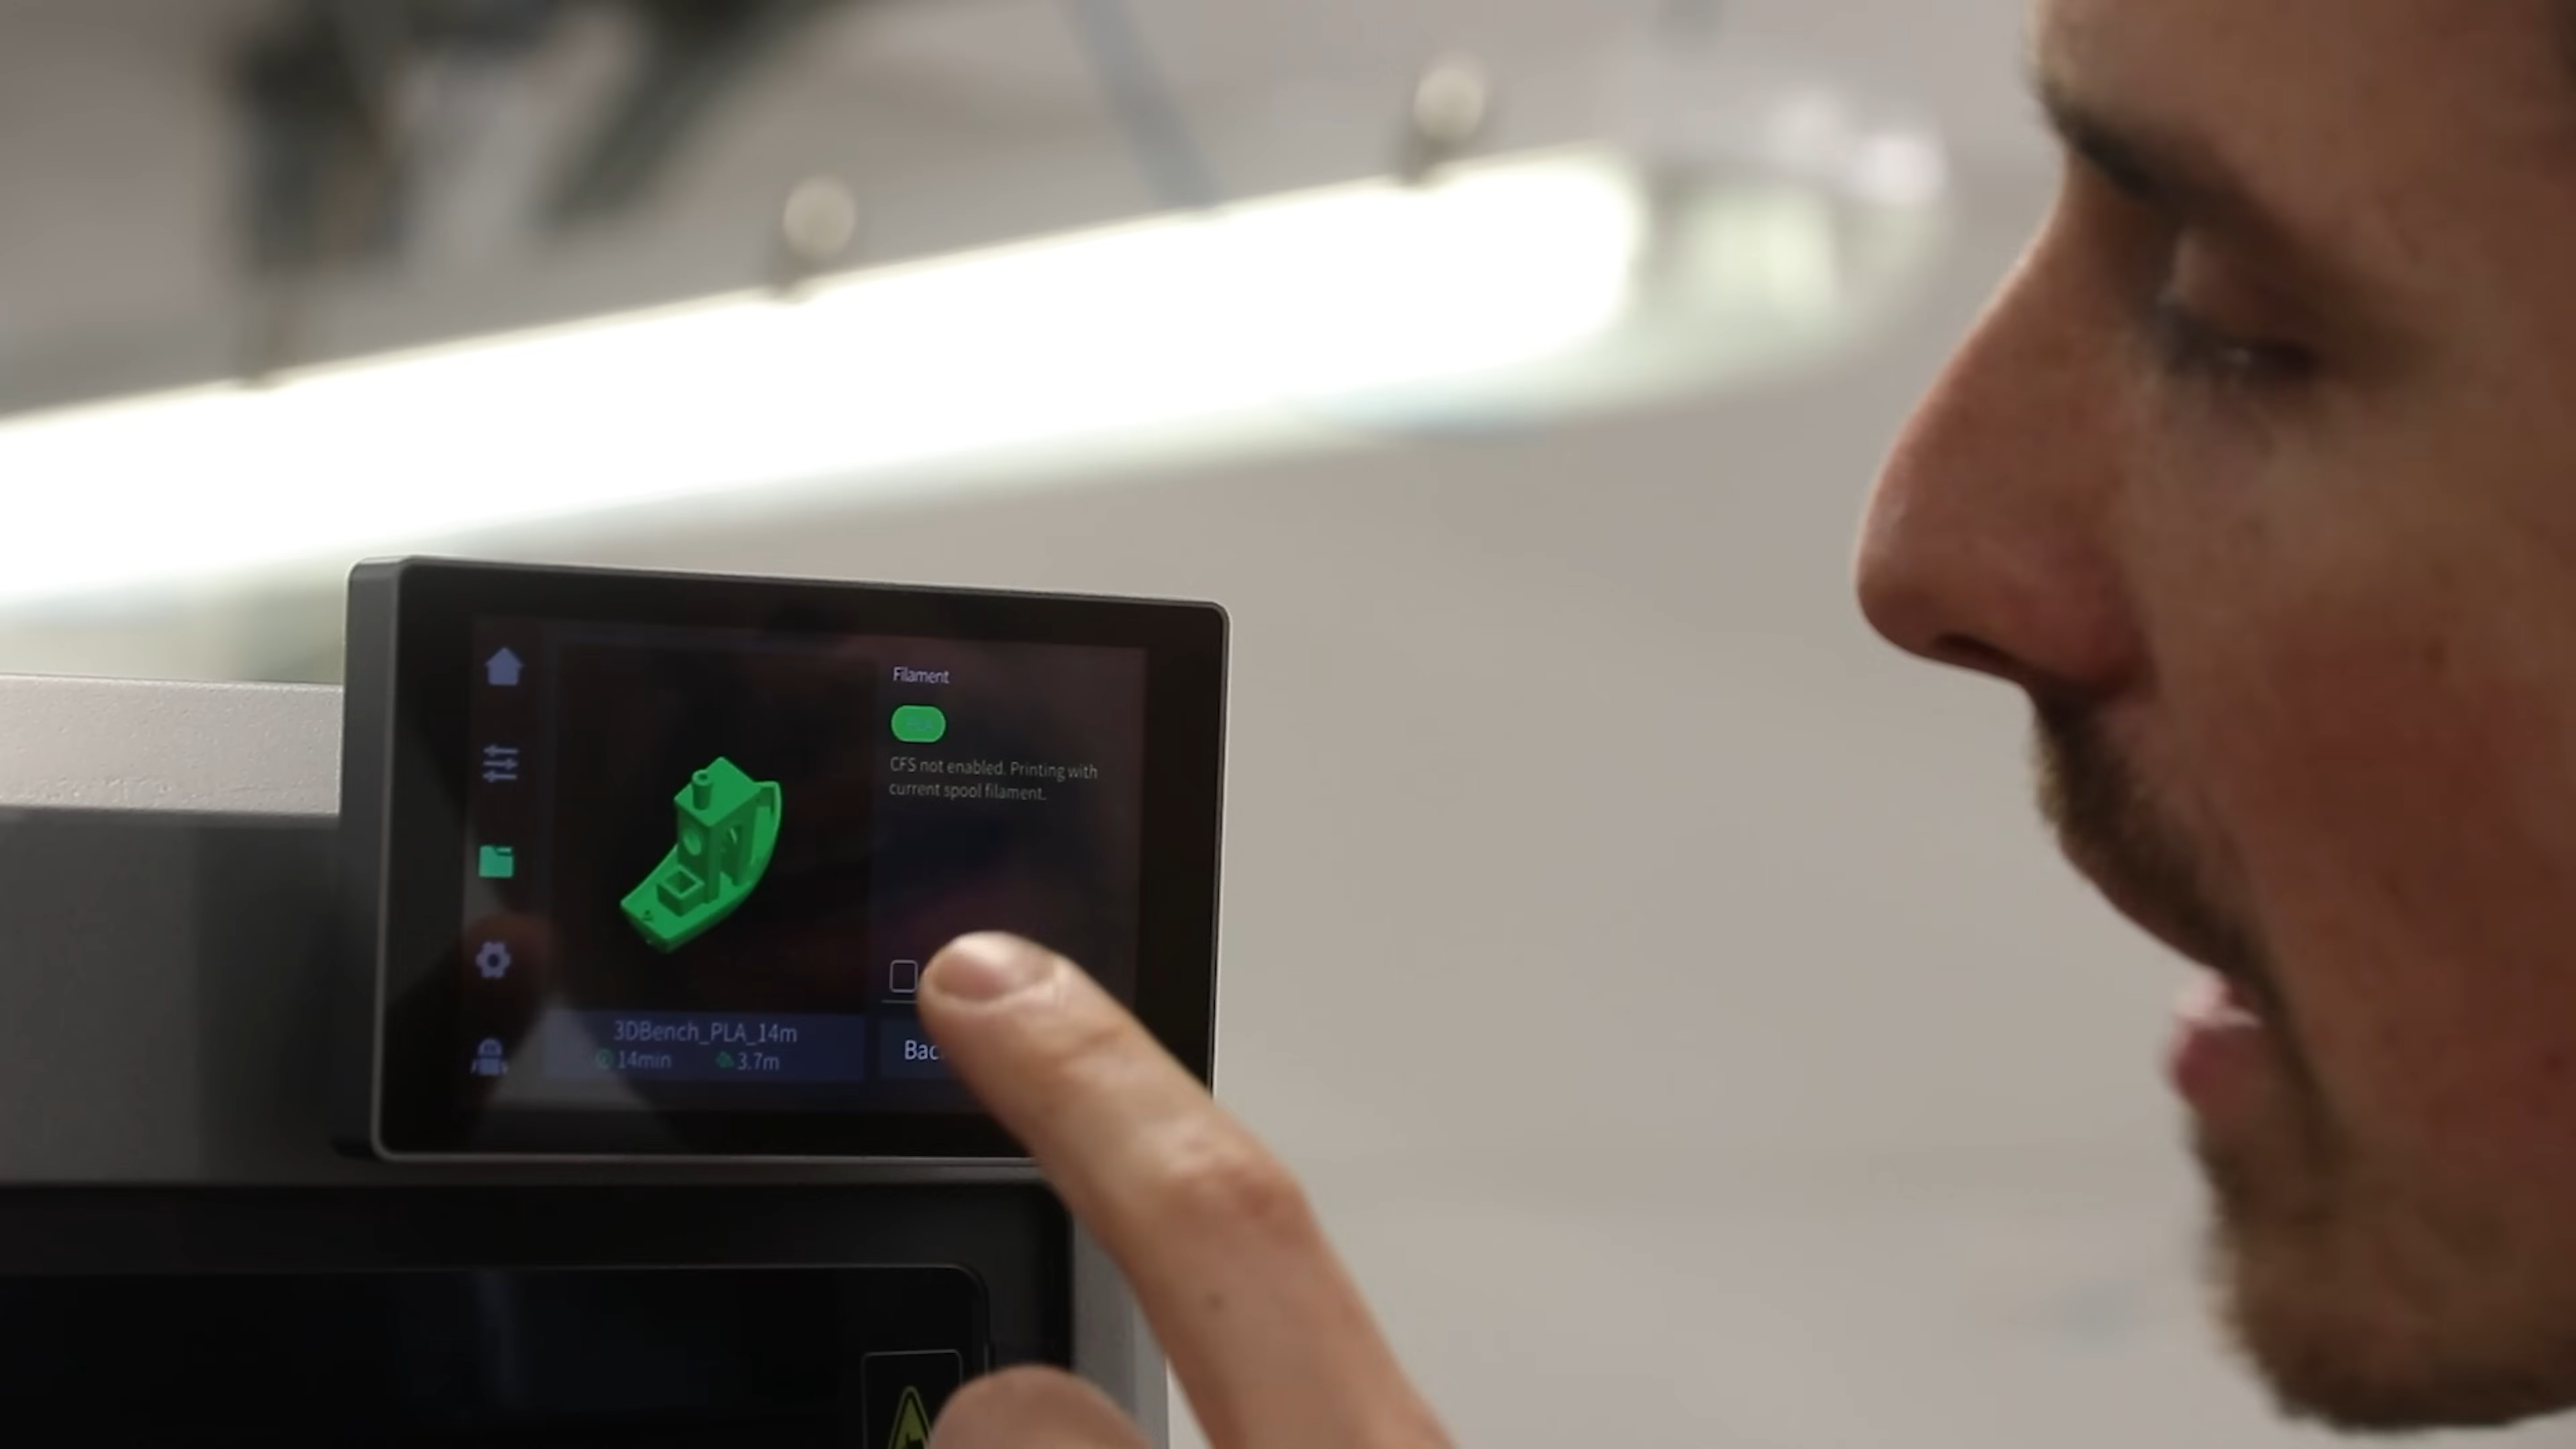 Filament
CFS not enabled. Printing with
current spool filament.
3DBench_PLA_14m
14min 3.7m